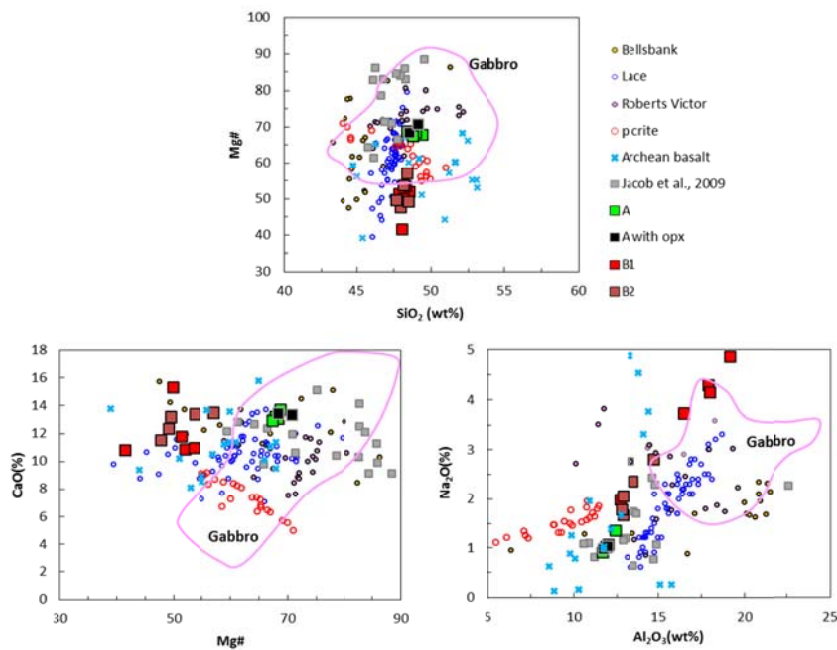 100
90
80
70
60
50
40
30
Mg#
40
45
50
55
SiO2 (wt%)
Gabbro
Bellsbank
Lace
Roberts Victor
picrite
Archean basalt
Jacob et al., 2009
A
A with opx
B1
B2
18
16
14
12
10
8
6
4
2
0
CaO(%)
30
50
70
90
Mg#
Gabbro
5
4
3
2
1
0
Na2O(%)
5
10
15
20
25
Al2O3(wt%)
Gabbro